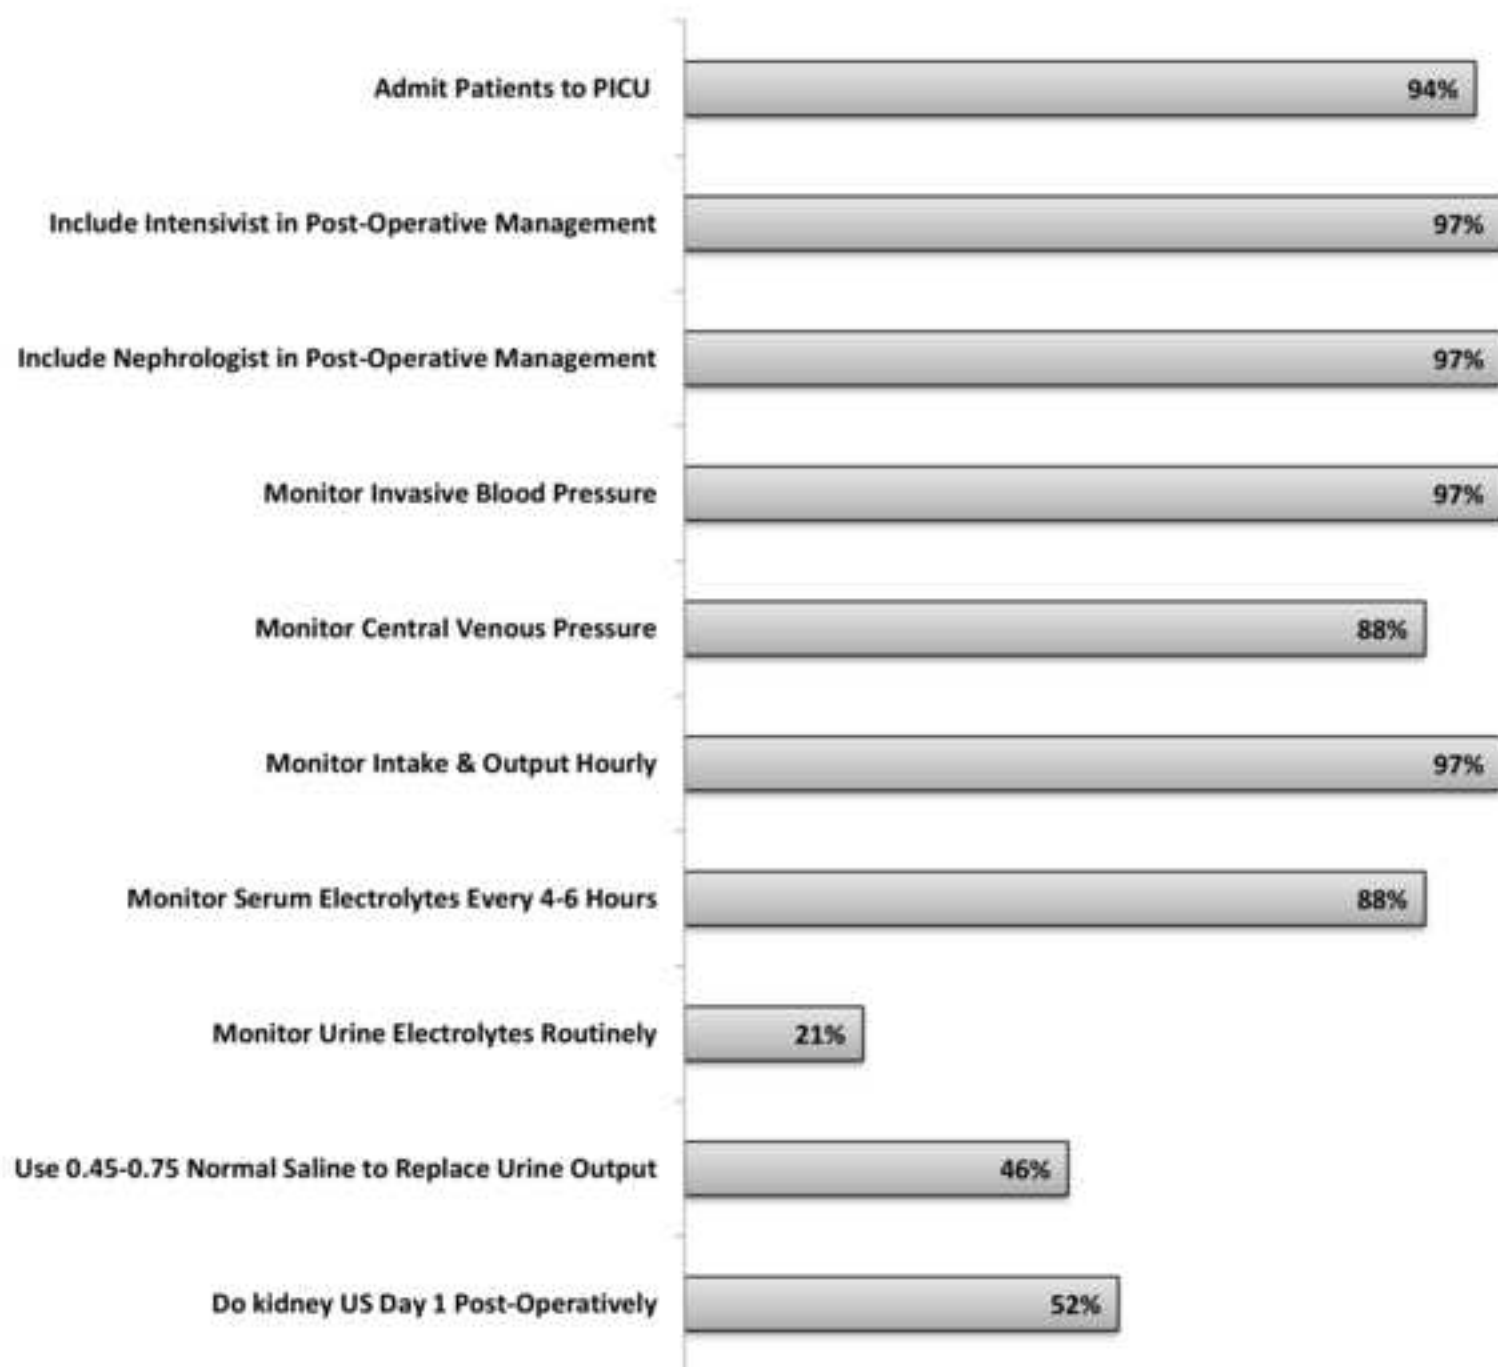 Admit Patients to PICU 94%
Include Intensivist in Post-Operative Management 97%
Include Nephrologist in Post-Operative Management 97%
Monitor Invasive Blood Pressure 97%
Monitor Central Venous Pressure 88%
Monitor Intake & Output Hourly 97%
Monitor Serum Electrolytes Every 4-6 Hours 88%
Monitor Urine Electrolytes Routinely 21%
Use 0.45-0.75 Normal Saline to Replace Urine Output 46%
Do kidney US Day 1 Post-Operatively 52%